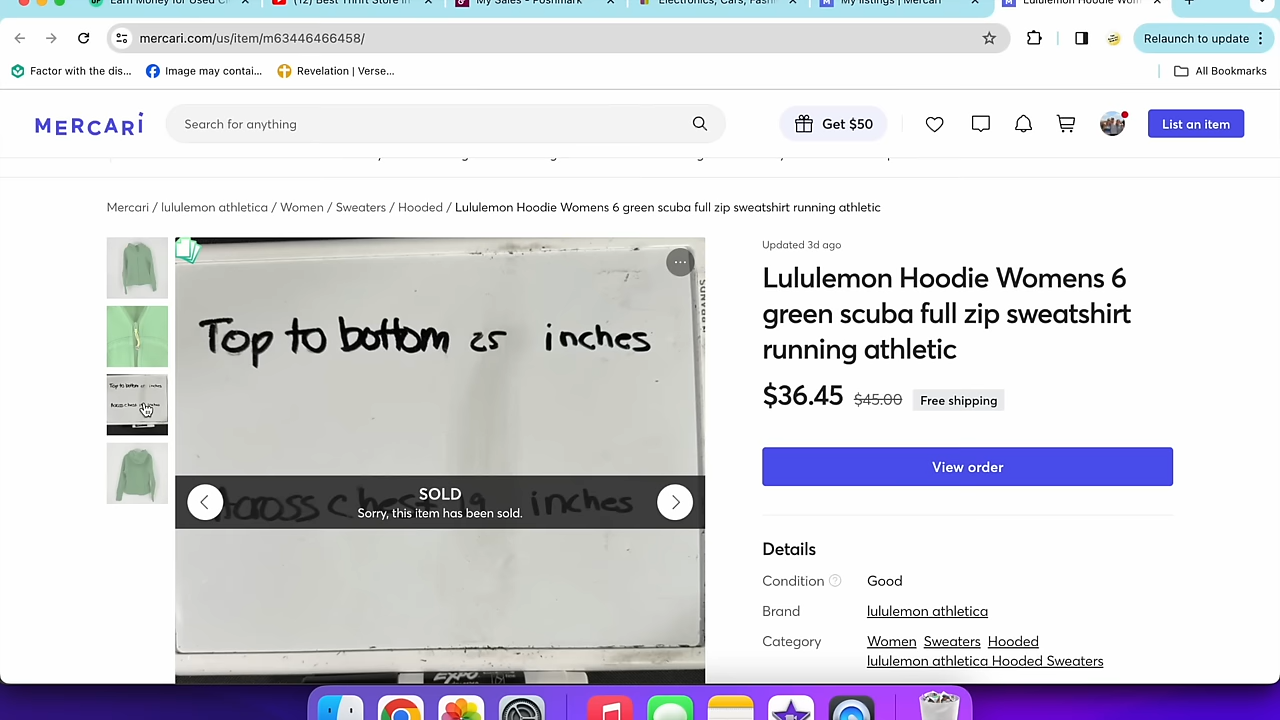 mercari.com/us/item/m63446466458/
Relaunch to update
Factor with the dis...
Image may contai...
Revelation | Verse...
All Bookmarks
MERCARI
Search for anything
Get $50
List an item
Mercari / lululemon athletica / Women / Sweaters / Hooded / Lululemon Hoodie Womens 6 green scuba full zip sweatshirt running athletic
Top to bottom 25 inches
SOLD
Sorry, this item has been sold.
Across chest 19 inches
EXPO
Updated 3d ago
Lululemon Hoodie Womens 6
green scuba full zip sweatshirt
running athletic
$36.45 $45.00 Free shipping
View order
Details
Condition Good
Brand lululemon athletica
Category Women Sweaters Hooded
lululemon athletica Hooded Sweaters